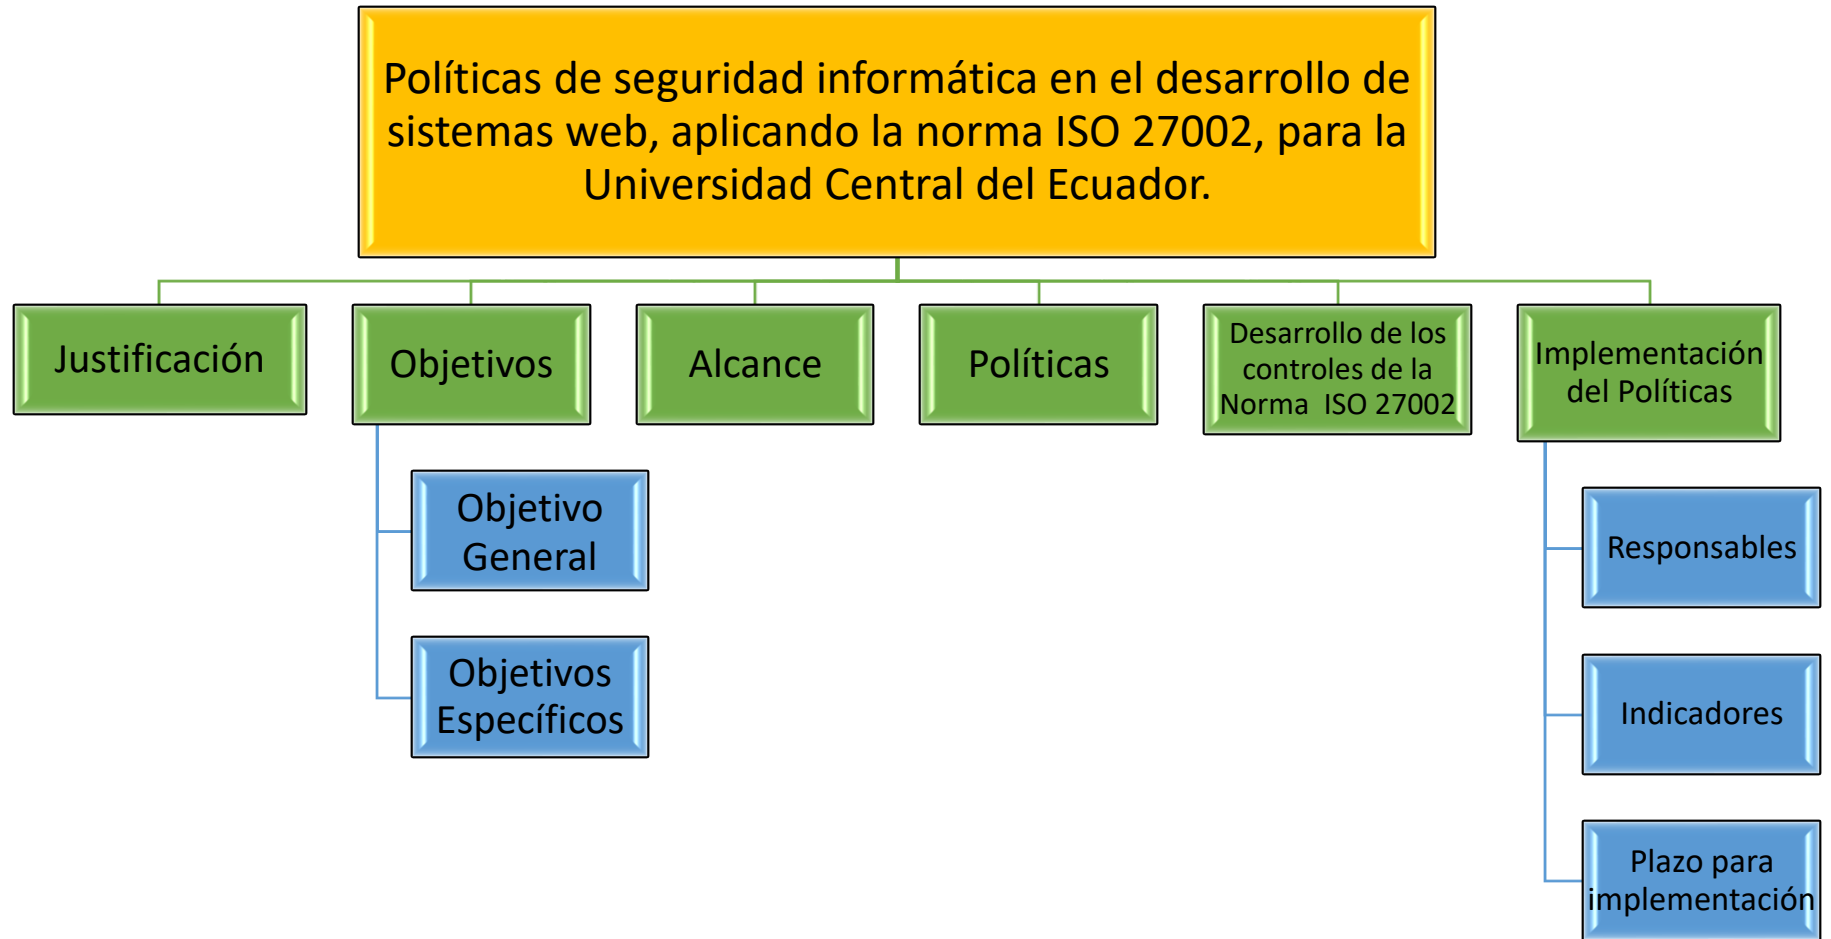 Políticas de seguridad informática en el desarrollo de
sistemas web, aplicando la norma ISO 27002, para la
Universidad Central del Ecuador.
Justificación
Objetivos
Alcance
Políticas
Desarrollo de los
controles de la
Norma  ISO 27002
Implementación
del Políticas
Objetivo
General
Objetivos
Específicos
Responsables
Indicadores
Plazo para
implementación